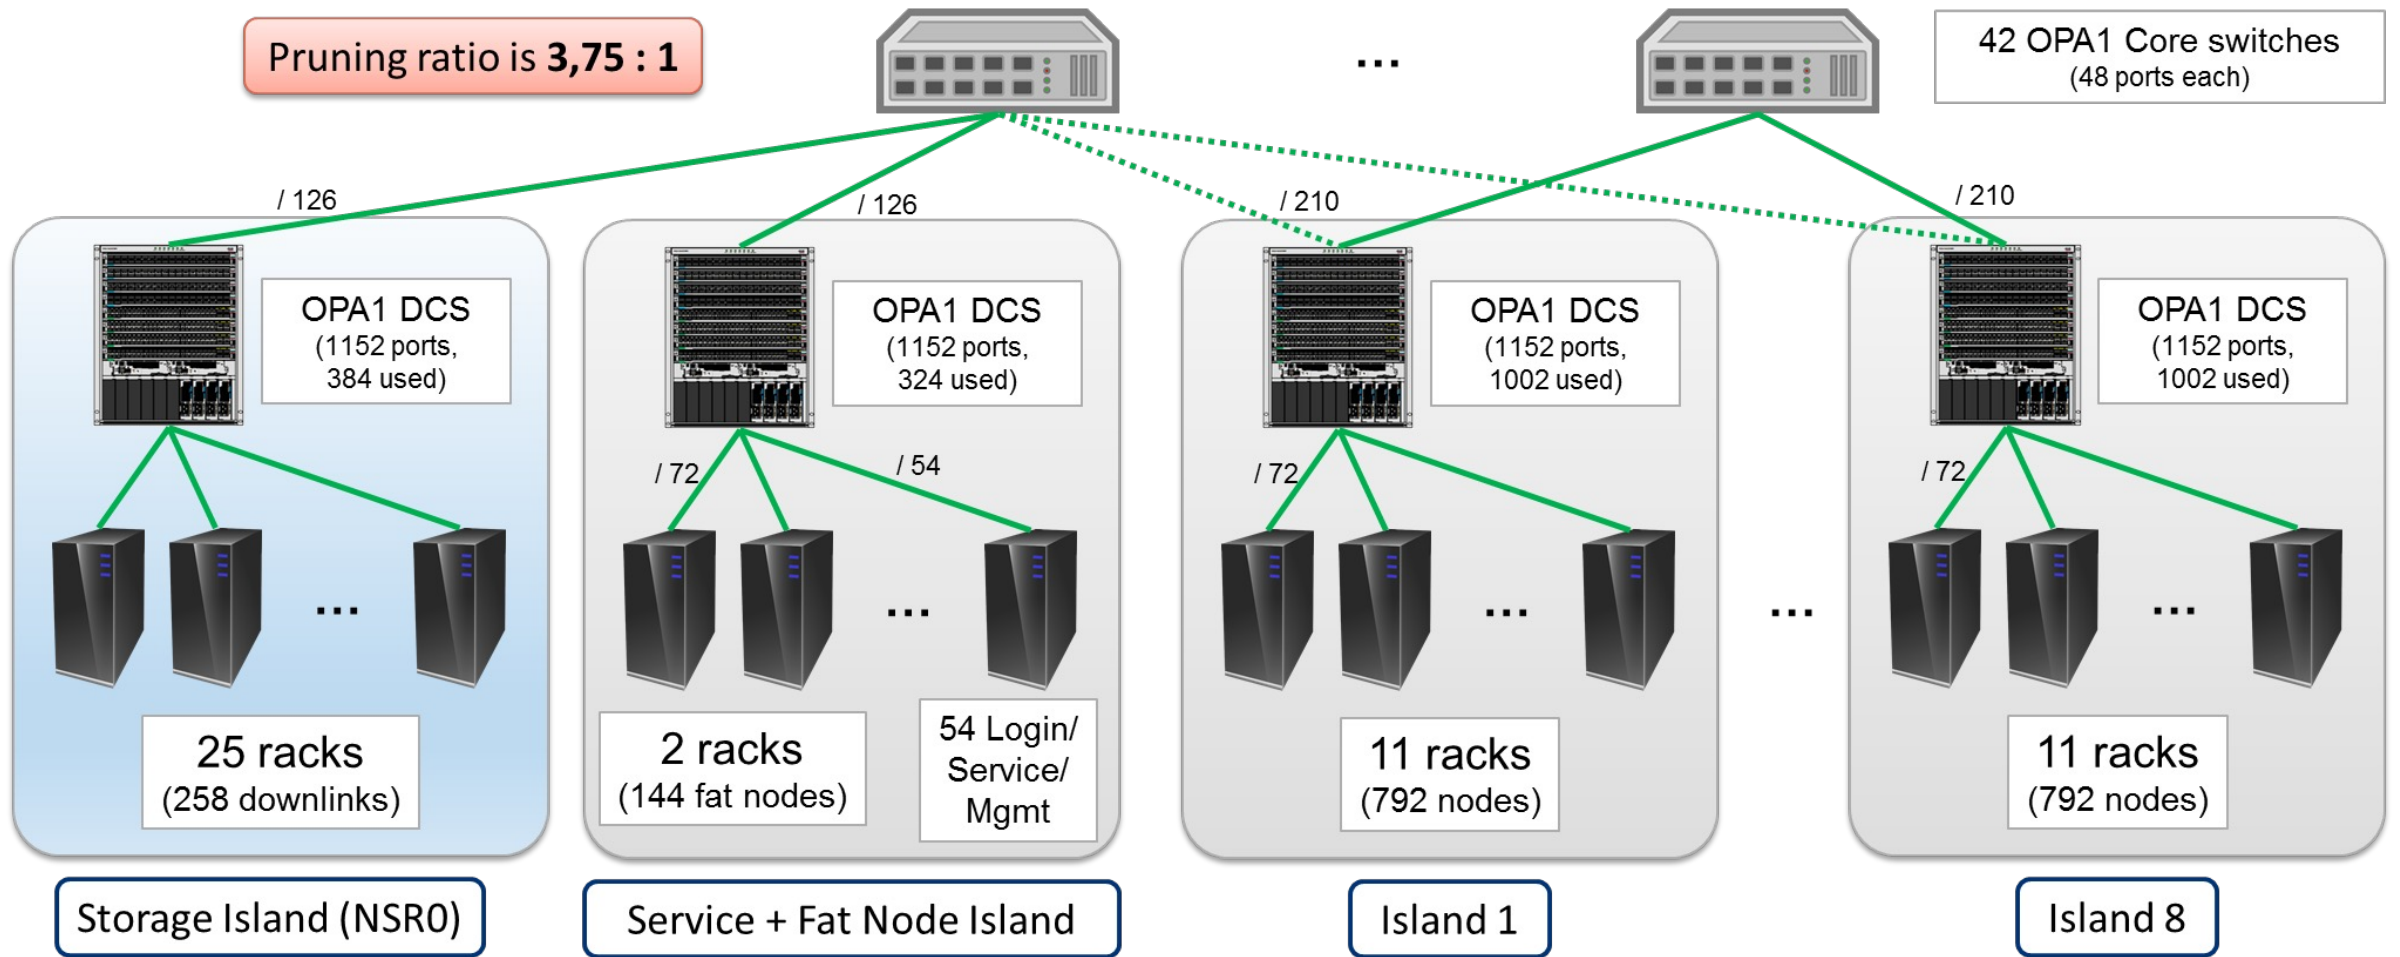 Pruning ratio is 3,75 : 1
...
42 OPA1 Core switches
(48 ports each)
/ 126
/ 126
/ 210
/ 210
OPA1 DCS
(1152 ports,
384 used)
OPA1 DCS
(1152 ports,
324 used)
OPA1 DCS
(1152 ports,
1002 used)
OPA1 DCS
(1152 ports,
1002 used)
/ 72
/ 54
/ 72
/ 72
...
...
...
...
...
25 racks
(258 downlinks)
2 racks
(144 fat nodes)
54 Login/
Service/
Mgmt
11 racks
(792 nodes)
11 racks
(792 nodes)
Storage Island (NSR0)
Service + Fat Node Island
Island 1
Island 8